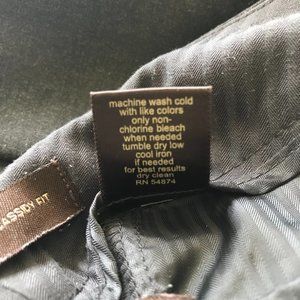 machine wash cold
with like colors
only non-
chlorine bleach
when needed
tumble dry low
cool iron
if needed
for best results
dry clean
RN 54874
CASSIDY FIT